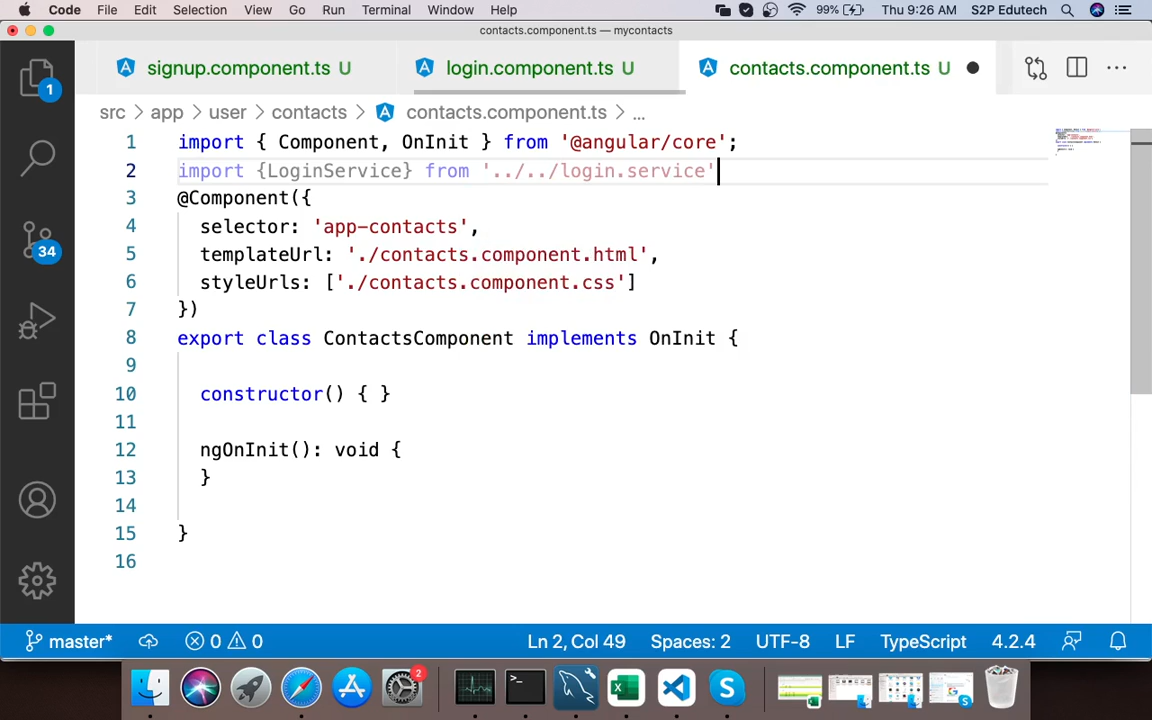 Code File Edit Selection View Go Run Terminal Window Help 99% Thu 9:26 AM S2P Edutech
contacts.component.ts — mycontacts
signup.component.ts U login.component.ts U contacts.component.ts U
src > app > user > contacts > contacts.component.ts > ...
1 import { Component, OnInit } from '@angular/core';
2 import {LoginService} from '../../login.service'
3 @Component({
4 selector: 'app-contacts',
5 templateUrl: './contacts.component.html',
6 styleUrls: ['./contacts.component.css']
7 })
8 export class ContactsComponent implements OnInit {
9
10 constructor() { }
11
12 ngOnInit(): void {
13 }
14
15 }
16
1
34
master* 0 0 Ln 2, Col 49 Spaces: 2 UTF-8 LF TypeScript 4.2.4
2